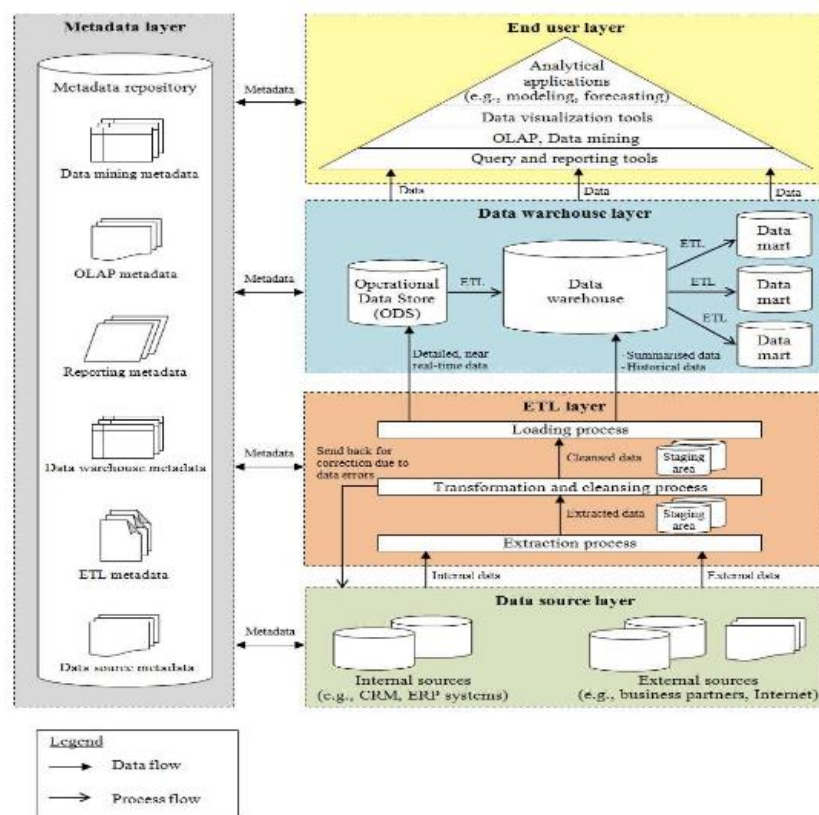 Metadata layer
Metadata repository
Data mining metadata
OLAP metadata
Reporting metadata
Data warehouse metadata
ETL metadata
Data source metadata
Metadata
Metadata
Metadata
Metadata
End user layer
Analytical
applications
(e.g., modeling, forecasting)
Data visualization tools
OLAP, Data mining
Query and reporting tools
Data
Data
Data
Data warehouse layer
Operational
Data Store
(ODS)
ETL
Data
warehouse
ETL
ETL
ETL
Data
mart
Data
mart
Data
mart
Detailed, near
real-time data
- Summarised data
- Historical data
ETL layer
Loading process
Send back for
correction due to
data errors
Cleansed data
Staging
area
Transformation and cleansing process
Extracted data
Staging
area
Extraction process
Internal data
External data
Data source layer
Internal sources
(e.g., CRM, ERP systems)
External sources
(e.g., business partners, Internet)
Legend
Data flow
Process flow